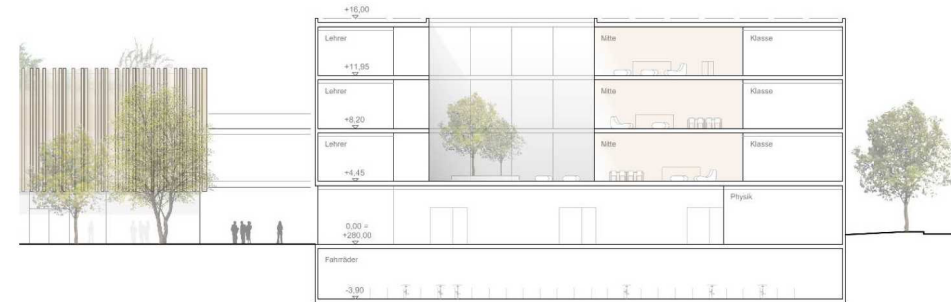 +16,00
Lehrer
Mitte
Klasse
+11,95
Lehrer
Mitte
Klasse
+8,20
Lehrer
Mitte
Klasse
+4,45
Physik
0,00 =
+280.00
Fahrräder
-3,90